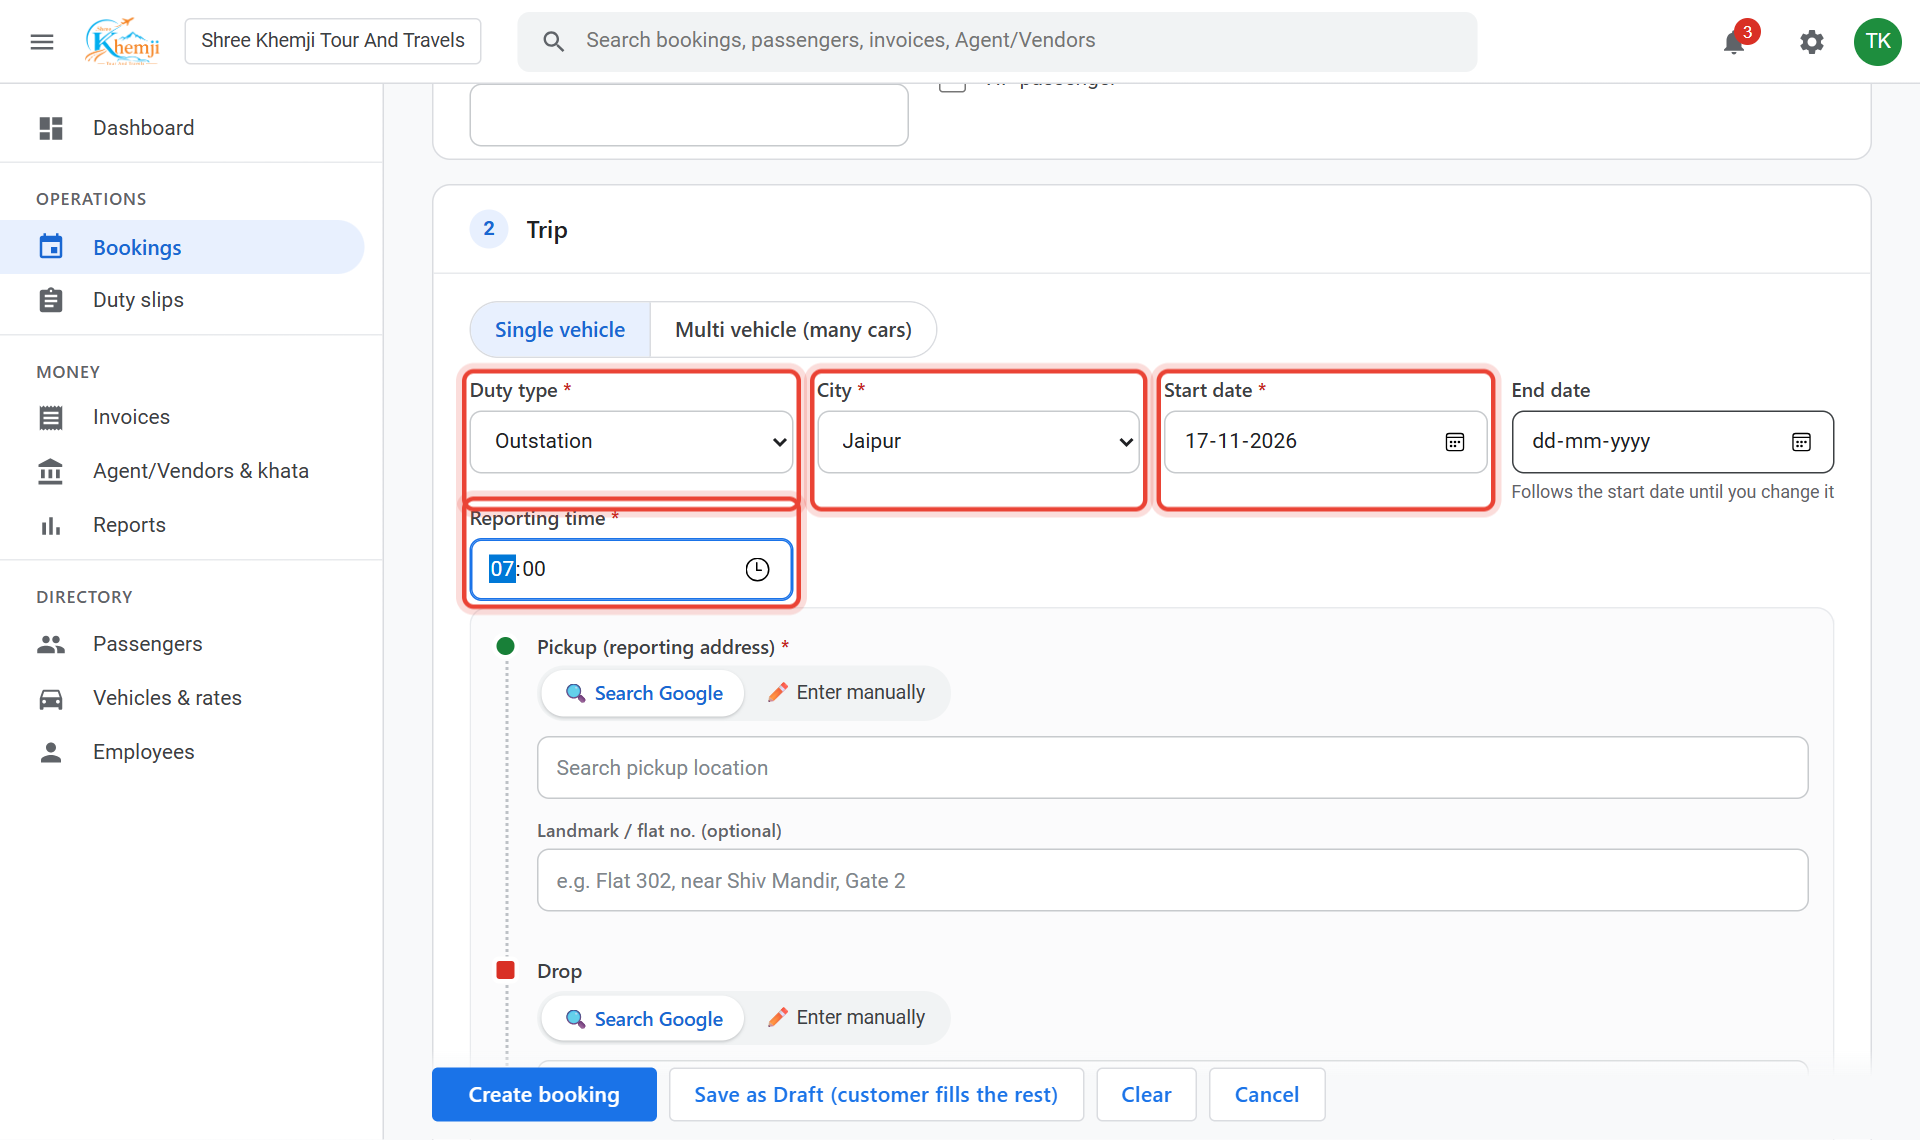 Khemji
Shree Khemji Tour And Travels
Search bookings, passengers, invoices, Agent/Vendors
3
TK
Dashboard
OPERATIONS
Bookings
Duty slips
MONEY
Invoices
Agent/Vendors & khata
Reports
DIRECTORY
Passengers
Vehicles & rates
Employees
passenger
2 Trip
Single vehicle
Multi vehicle (many cars)
Duty type *
City *
Start date *
End date
Outstation
Jaipur
17-11-2026
dd-mm-yyyy
Follows the start date until you change it
Reporting time *
07:00
Pickup (reporting address) *
Search Google
Enter manually
Search pickup location
Landmark / flat no. (optional)
e.g. Flat 302, near Shiv Mandir, Gate 2
Drop
Search Google
Enter manually
Create booking
Save as Draft (customer fills the rest)
Clear
Cancel